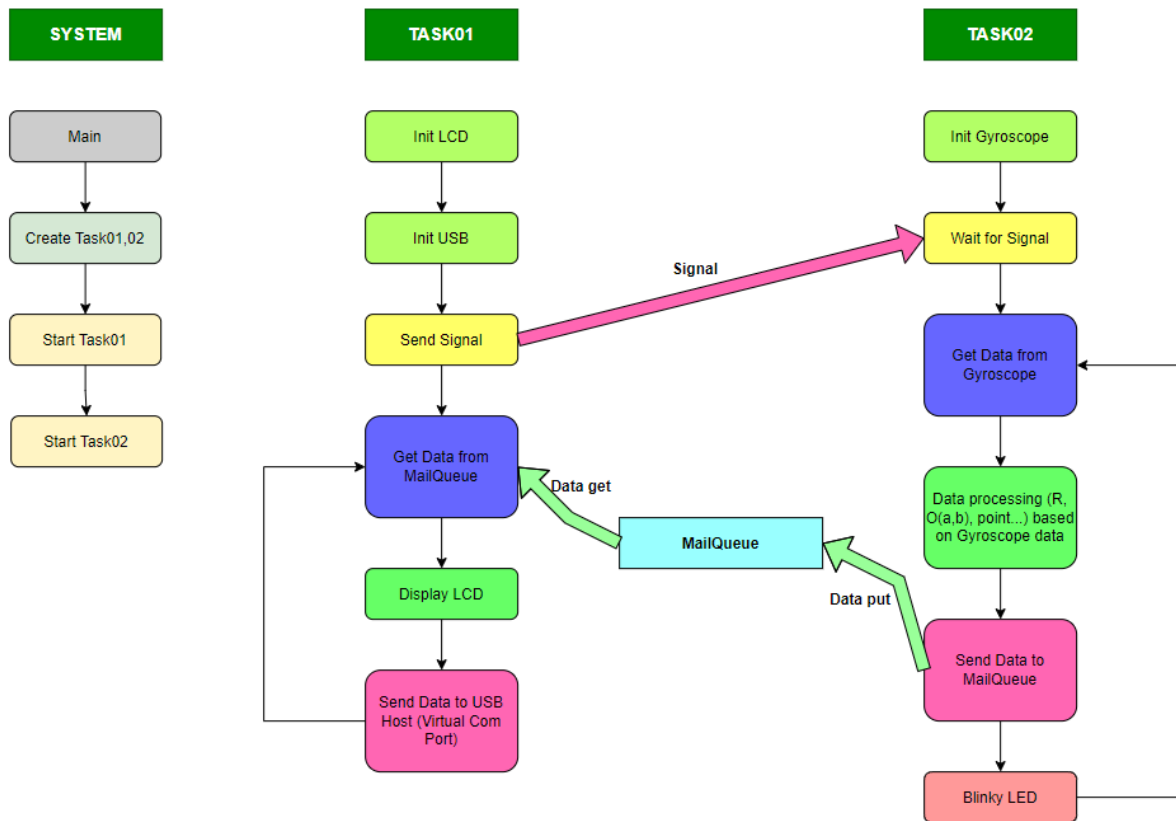 SYSTEM
TASK01
TASK02
Main
Create Task01,02
Start Task01
Start Task02
Init LCD
Init USB
Send Signal
Get Data from
MailQueue
Display LCD
Send Data to USB
Host (Virtual Com
Port)
Signal
Data get
MailQueue
Data put
Init Gyroscope
Wait for Signal
Get Data from
Gyroscope
Data processing (R,
O(a,b), point...) based
on Gyroscope data
Send Data to
MailQueue
Blinky LED